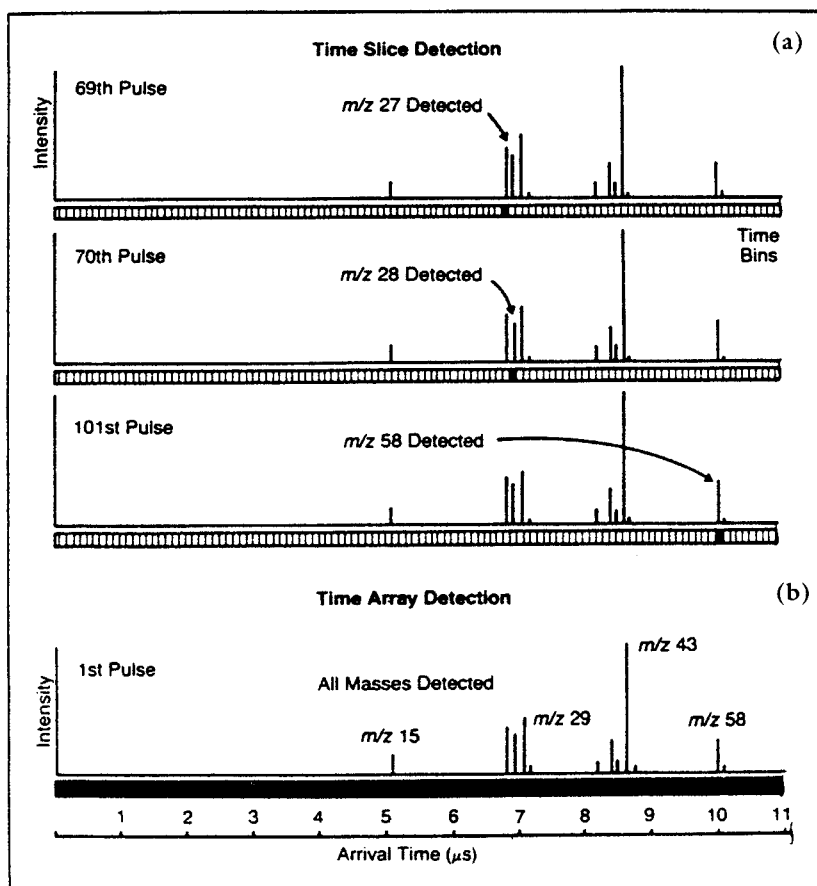 (a)
Time Slice Detection
69th Pulse
Intensity
m/z 27 Detected
70th Pulse
Time
Bins
m/z 28 Detected
101st Pulse
m/z 58 Detected
Time Array Detection
(b)
1st Pulse
Intensity
All Masses Detected
m/z 43
m/z 15
m/z 29
m/z 58
1 2 3 4 5 6 7 8 9 10 11
Arrival Time (μs)